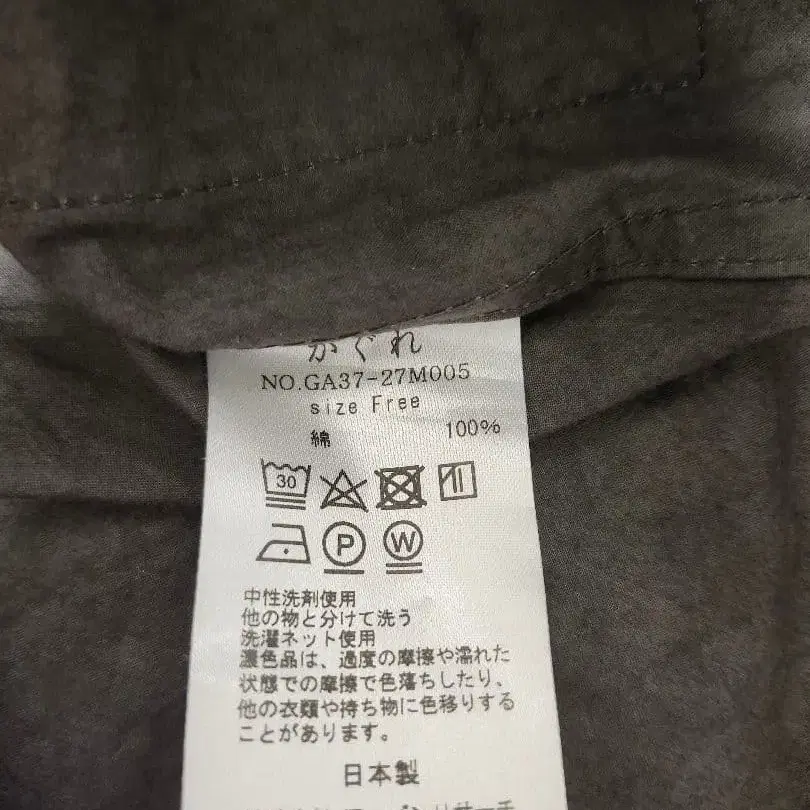 かぐれ
NO.GA37-27M005
size Free
綿 100%
30
P W
中性洗剤使用
他の物と分けて洗う
洗濯ネット使用
濃色品は、過度の摩擦や濡れた
状態での摩擦で色落ちしたり、
他の衣類や持ち物に色移りする
ことがあります。
日本製